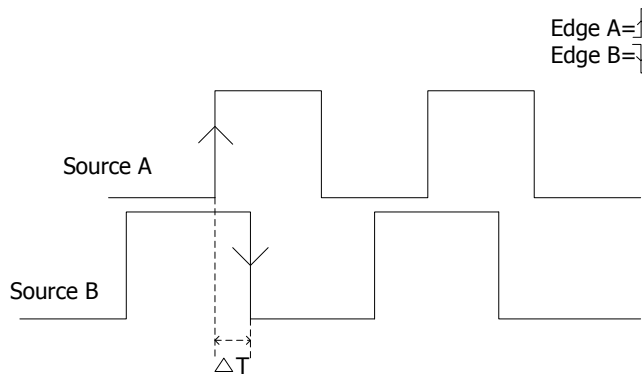 Edge A=
Edge B=
Source A
Source B
△T